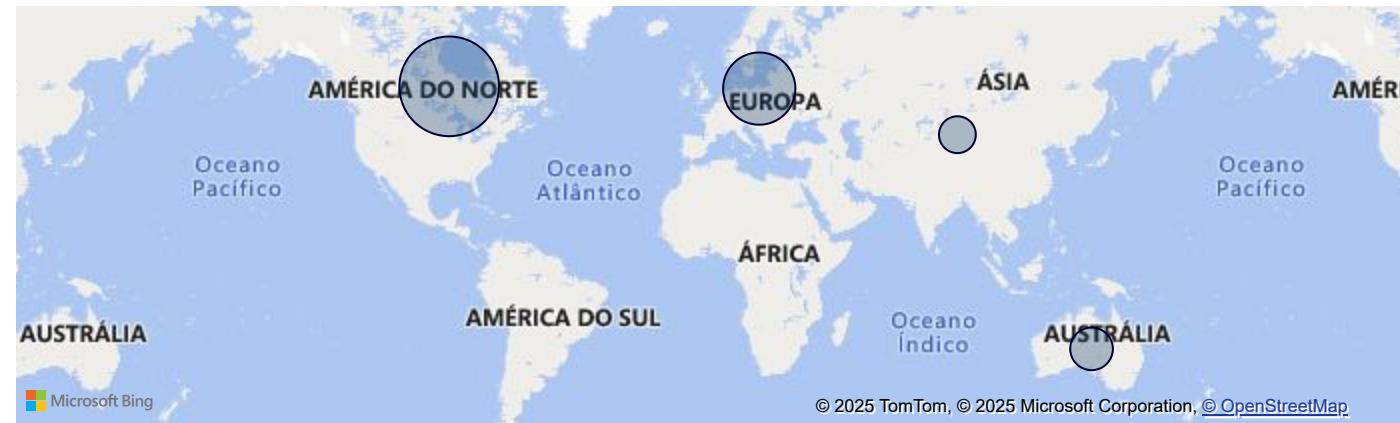 AMÉRICA DO NORTE
EUROPA
ÁSIA
AMÉR
Oceano
Pacífico
Oceano
Atlântico
Oceano
Pacífico
ÁFRICA
AMÉRICA DO SUL
Oceano
Índico
AUSTRÁLIA
AUSTRÁLIA
Microsoft Bing
© 2025 TomTom, © 2025 Microsoft Corporation, © OpenStreetMap